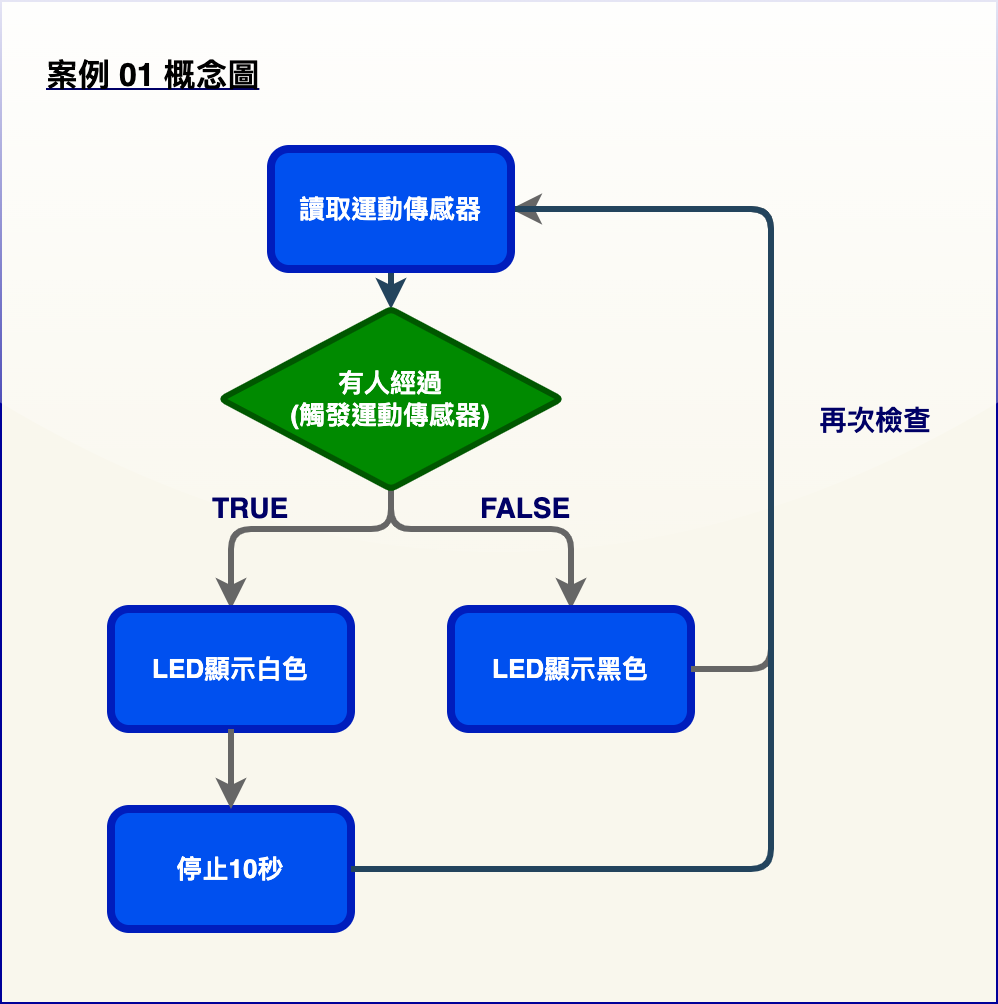 案例 01 概念圖
讀取運動傳感器
有人經過
(觸發運動傳感器)
再次檢查
TRUE
FALSE
LED顯示白色
LED顯示黑色
停止10秒